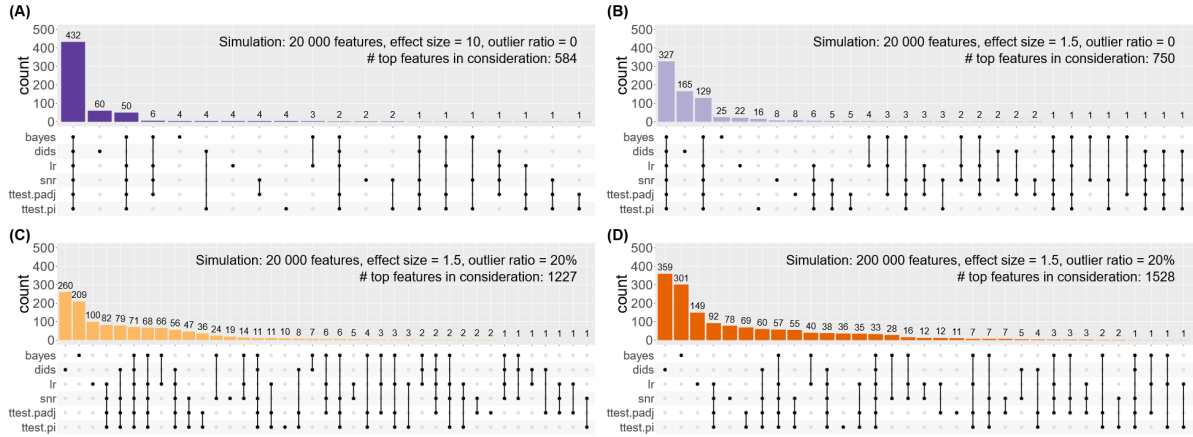 (A)
500
400
300
200
100
0
count
Simulation: 20 000 features, effect size = 10, outlier ratio = 0
# top features in consideration: 584
432 60 50 6 4 4 4 4 4 3 2 2 2 1 1 1 1 1 1 1
bayes
dids
lr
snr
ttest.padj
ttest.pi
(B)
500
400
300
200
100
0
count
Simulation: 20 000 features, effect size = 1.5, outlier ratio = 0
# top features in consideration: 750
327 165 129 25 22 16 8 8 6 5 5 4 3 3 3 2 2 2 2 2 2 1 1 1 1 1 1 1 1
bayes
dids
lr
snr
ttest.padj
ttest.pi
(C)
500
400
300
200
100
0
count
Simulation: 20 000 features, effect size = 1.5, outlier ratio = 20%
# top features in consideration: 1227
260 209 100 82 79 71 68 66 56 47 36 24 19 14 11 11 10 8 7 6 6 5 4 3 3 3 2 2 2 2 2 2 1 1 1 1 1 1 1
bayes
dids
lr
snr
ttest.padj
ttest.pi
(D)
500
400
300
200
100
0
count
Simulation: 200 000 features, effect size = 1.5, outlier ratio = 20%
# top features in consideration: 1528
359 301 149 92 78 69 60 57 55 40 38 36 35 33 28 16 12 12 11 7 7 7 5 4 3 3 3 2 2 1 1 1 1
bayes
dids
lr
snr
ttest.padj
ttest.pi